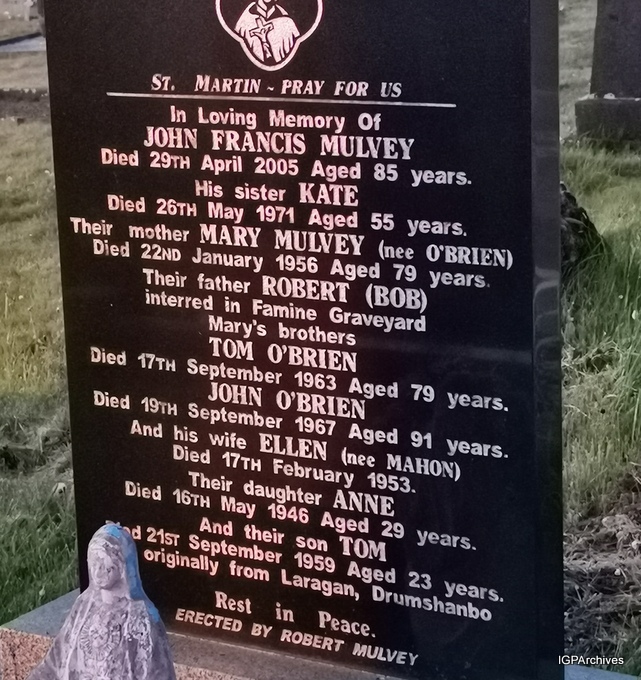 St. Martin ~ pray for us
In Loving Memory Of
JOHN FRANCIS MULVEY
Died 29TH April 2005 Aged 85 years.
His sister KATE
Died 26TH May 1971 Aged 55 years.
Their mother MARY MULVEY (nee O'BRIEN)
Died 22ND January 1956 Aged 79 years.
Their father ROBERT (BOB)
interred in Famine Graveyard
Mary's brothers
TOM O'BRIEN
Died 17TH September 1963 Aged 79 years.
JOHN O'BRIEN
Died 19TH September 1967 Aged 91 years.
And his wife ELLEN (nee MAHON)
Died 17TH February 1953.
Their daughter ANNE
Died 16TH May 1946 Aged 29 years.
And their son TOM
21ST September 1959 Aged 23 years.
originally from Laragan, Drumshanbo
Rest in Peace.
ERECTED BY ROBERT MULVEY
IGPArchives